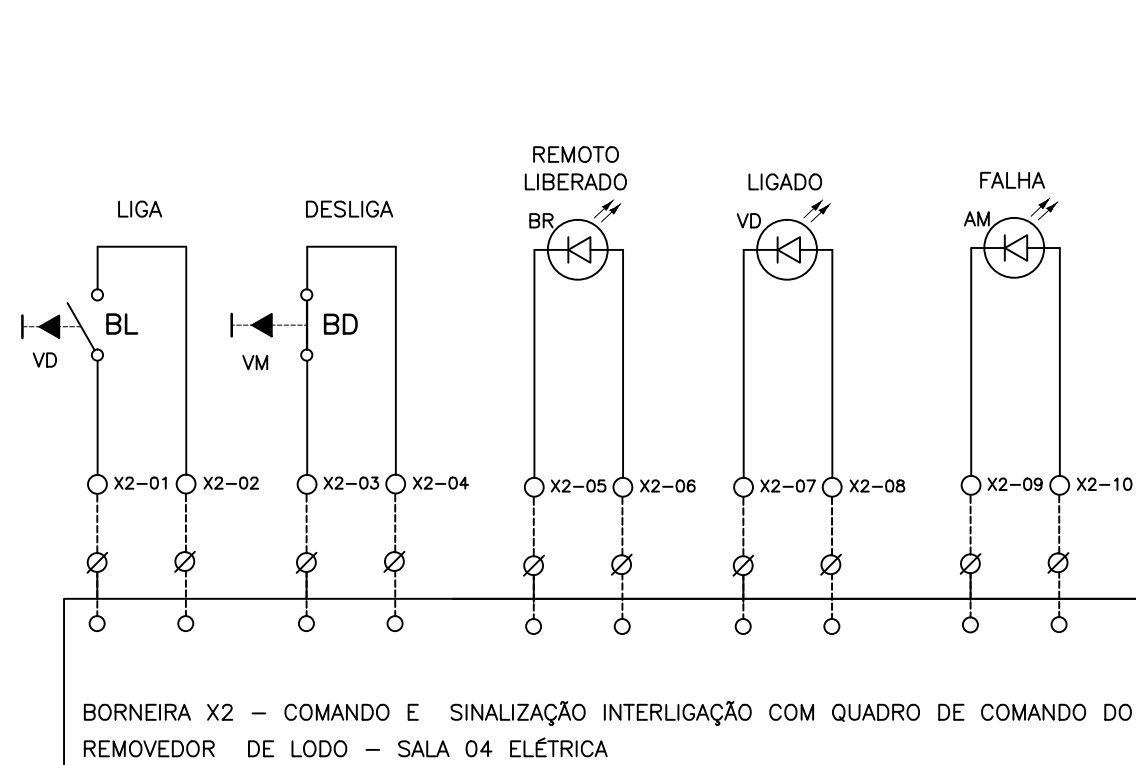 REMOTO
LIBERADO
LIGADO
FALHA
LIGA
DESLIGA
BR
VD
AM
BL
BD
VD
VM
X2-01
X2-02
X2-03
X2-04
X2-05
X2-06
X2-07
X2-08
X2-09
X2-10
BORNEIRA X2 - COMANDO E SINALIZAÇÃO INTERLIGAÇÃO COM QUADRO DE COMANDO DO
REMOVEDOR DE LODO - SALA 04 ELÉTRICA